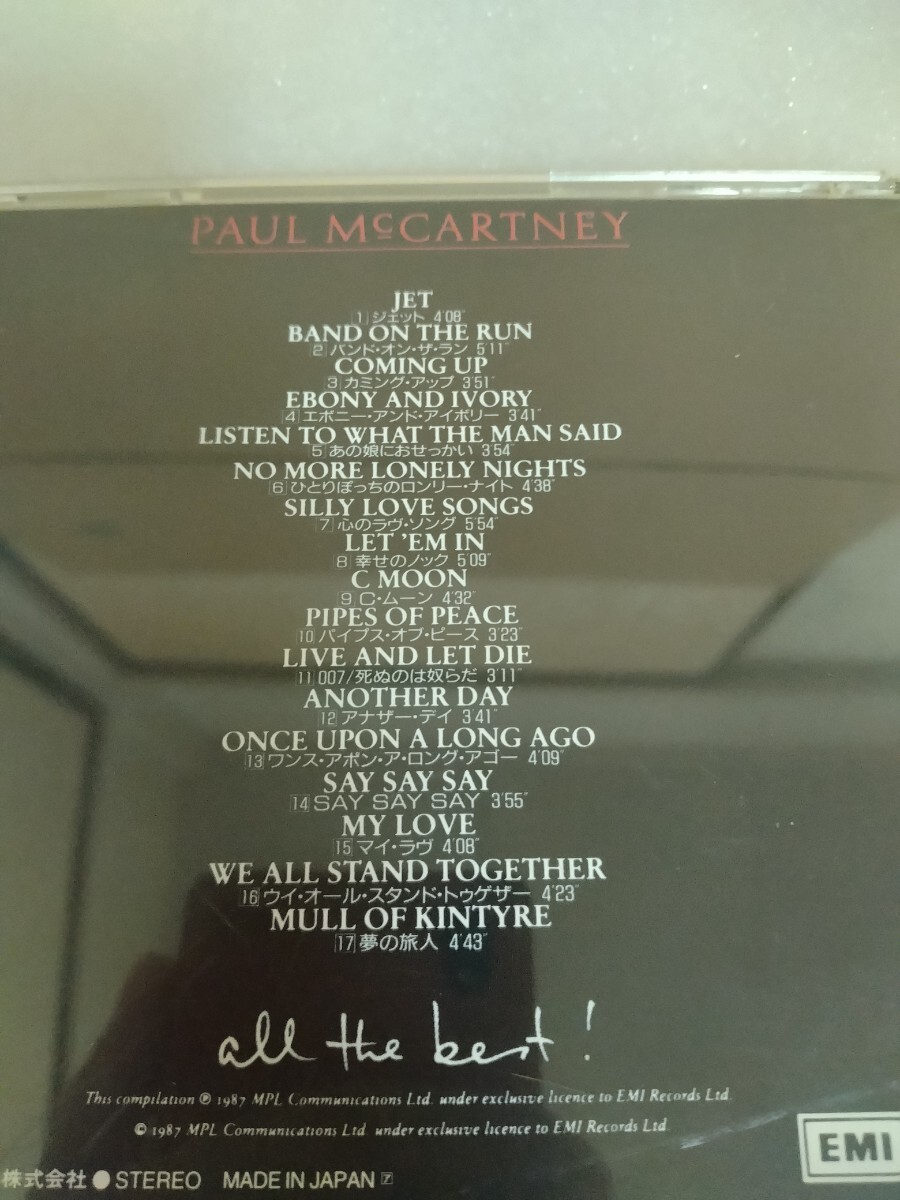 PAUL McCARTNEY
JET
1 ジェット 4'08"
BAND ON THE RUN
2 バンド・オン・ザ・ラン 5'11"
COMING UP
3 カミング・アップ 3'51"
EBONY AND IVORY
4 エボニー・アンド・アイボリー 3'41"
LISTEN TO WHAT THE MAN SAID
5 あの娘におせっかい 3'54"
NO MORE LONELY NIGHTS
6 ひとりぼっちのロンリー・ナイト 4'38"
SILLY LOVE SONGS
7 心のラヴ・ソング 5'54"
LET 'EM IN
8 幸せのノック 5'09"
C MOON
9 C・ムーン 4'32"
PIPES OF PEACE
10 パイプス・オブ・ピース 3'23"
LIVE AND LET DIE
11 007/死ぬのは奴らだ 3'11"
ANOTHER DAY
12 アナザー・デイ 3'41"
ONCE UPON A LONG AGO
13 ワンス・アポン・ア・ロング・アゴー 4'09"
SAY SAY SAY
14 SAY SAY SAY 3'55"
MY LOVE
15 マイ・ラヴ 4'08"
WE ALL STAND TOGETHER
16 ウイ・オール・スタンド・トゥゲザー 4'23"
MULL OF KINTYRE
17 夢の旅人 4'43"
all the best!
This compilation ℗ 1987 MPL Communications Ltd. under exclusive licence to EMI Records Ltd.
© 1987 MPL Communications Ltd. under exclusive licence to EMI Records Ltd.
EMI
株式会社 ● STEREO MADE IN JAPAN ア